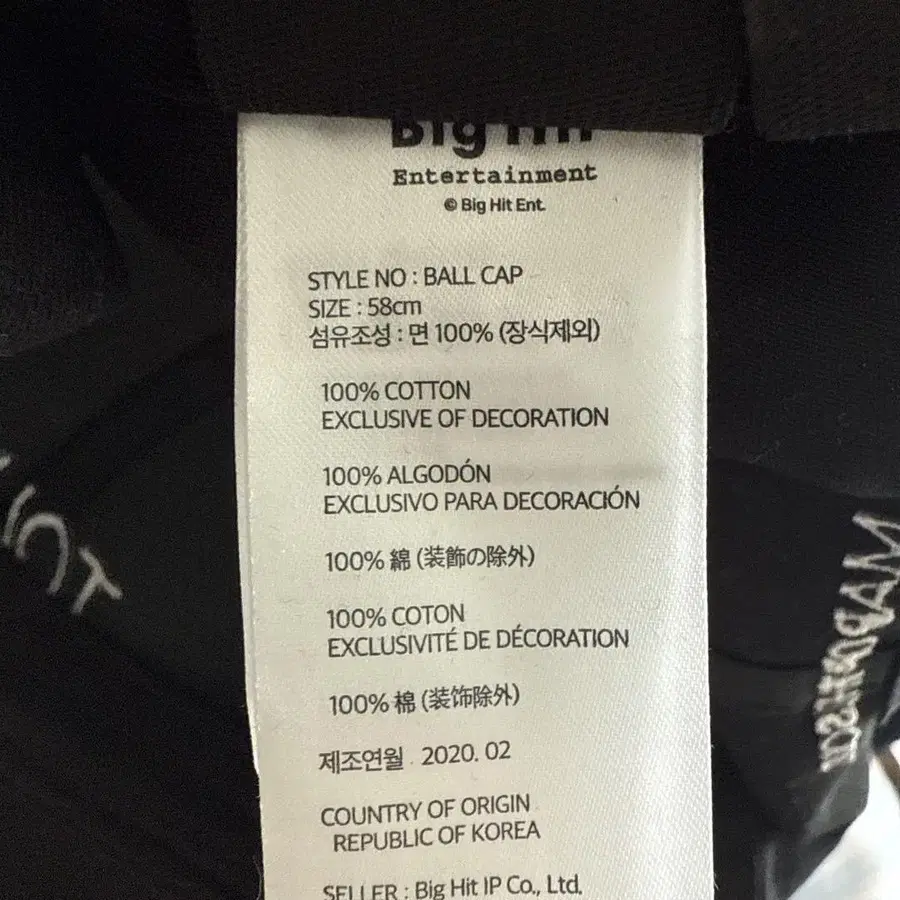 Big Hit
Entertainment
© Big Hit Ent.
STYLE NO : BALL CAP
SIZE : 58cm
섬유조성 : 면 100% (장식제외)
100% COTTON
EXCLUSIVE OF DECORATION
100% ALGODÓN
EXCLUSIVO PARA DECORACIÓN
100% 綿 (装飾の除外)
100% COTON
EXCLUSIVITÉ DE DÉCORATION
100% 棉 (装饰除外)
제조연월 . 2020. 02
COUNTRY OF ORIGIN
REPUBLIC OF KOREA
SELLER : Big Hit IP Co., Ltd.